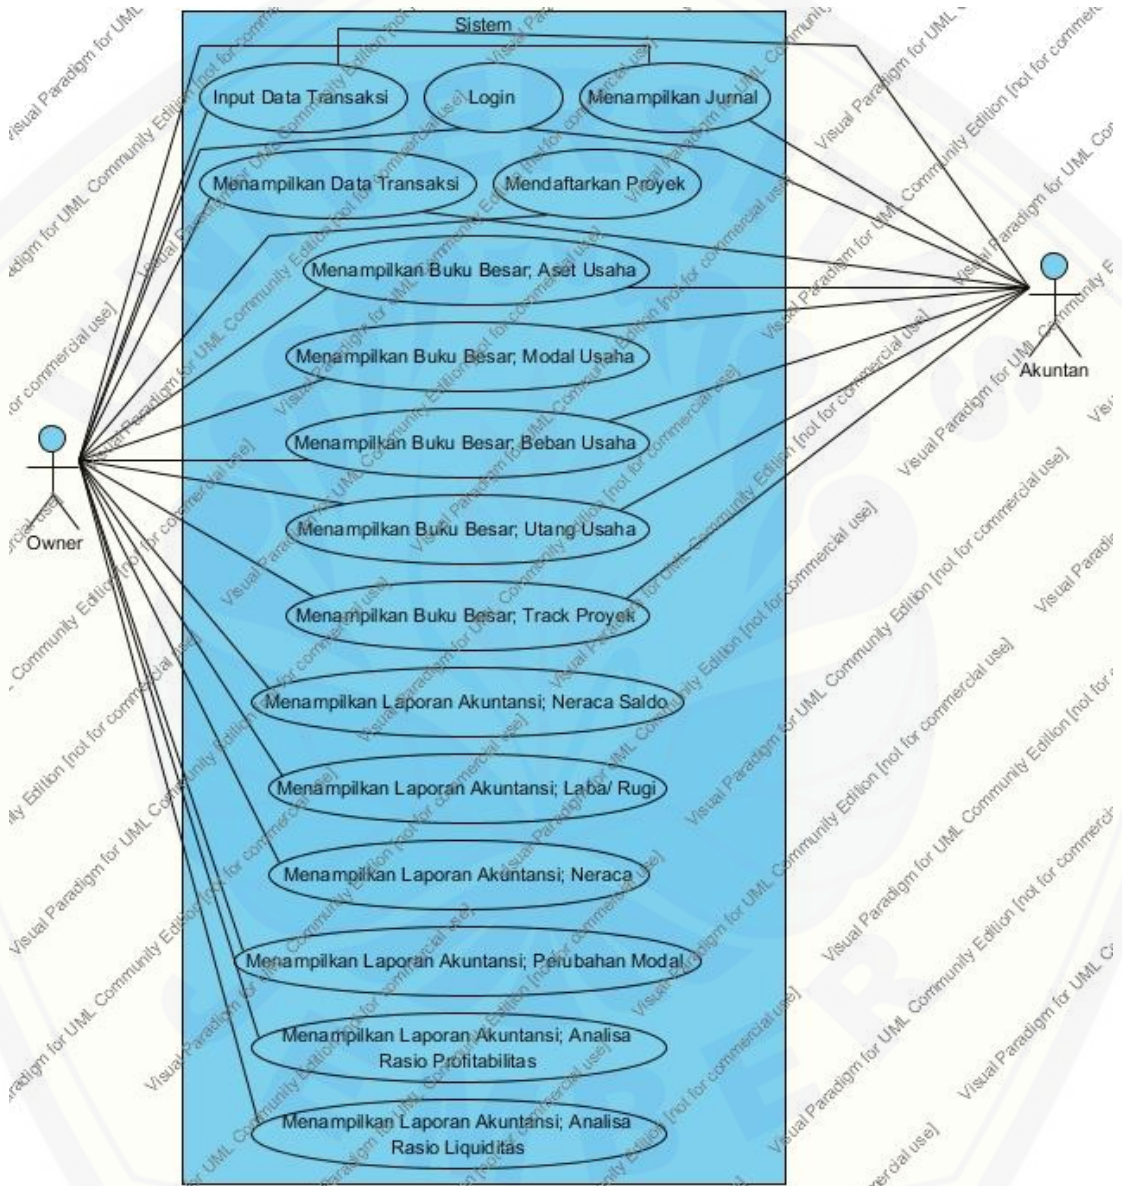 Sistem
Input Data Transaksi
Login
Menampilkan Jurnal
Menampilkan Data Transaksi
Mendaftarkan Proyek
Menampilkan Buku Besar; Aset Usaha
Menampilkan Buku Besar; Modal Usaha
Akuntan
Menampilkan Buku Besar; Beban Usaha
Menampilkan Buku Besar; Utang Usaha
Owner
Menampilkan Buku Besar; Track Proyek
Menampilkan Laporan Akuntansi; Neraca Saldo
Menampilkan Laporan Akuntansi; Laba/ Rugi
Menampilkan Laporan Akuntansi; Neraca
Menampilkan Laporan Akuntansi; Perubahan Modal
Menampilkan Laporan Akuntansi; Analisa
Rasio Profitabilitas
Menampilkan Laporan Akuntansi; Analisa
Rasio Liquiditas
Visual Paradigm for UML Community Edition [not for commercial use]